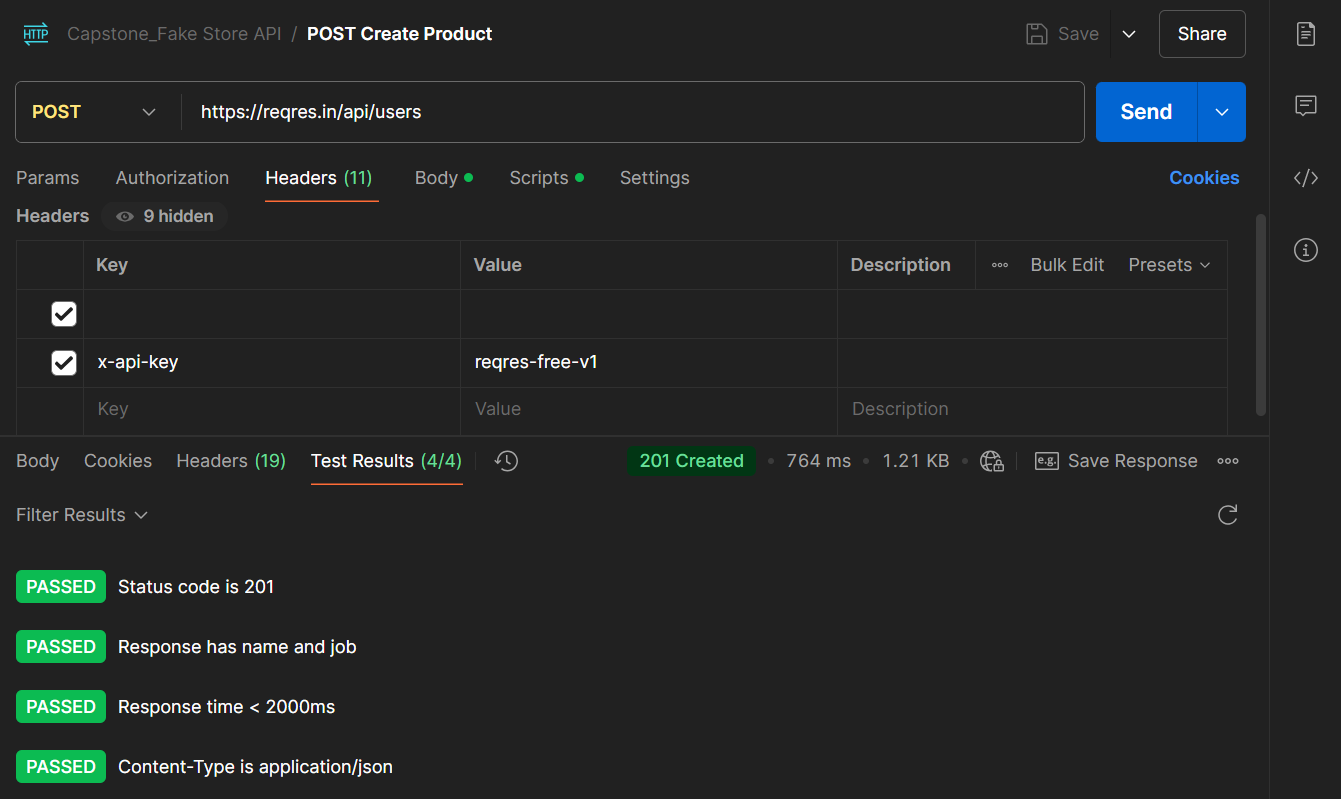 HTTP Capstone_Fake Store API / POST Create Product Save Share
POST https://reqres.in/api/users Send
Params Authorization Headers (11) Body Scripts Settings Cookies
Headers 9 hidden
Key Value Description Bulk Edit Presets
x-api-key reqres-free-v1
Key Value Description
Body Cookies Headers (19) Test Results (4/4) 201 Created 764 ms 1.21 KB e.g. Save Response
Filter Results
PASSED Status code is 201
PASSED Response has name and job
PASSED Response time < 2000ms
PASSED Content-Type is application/json